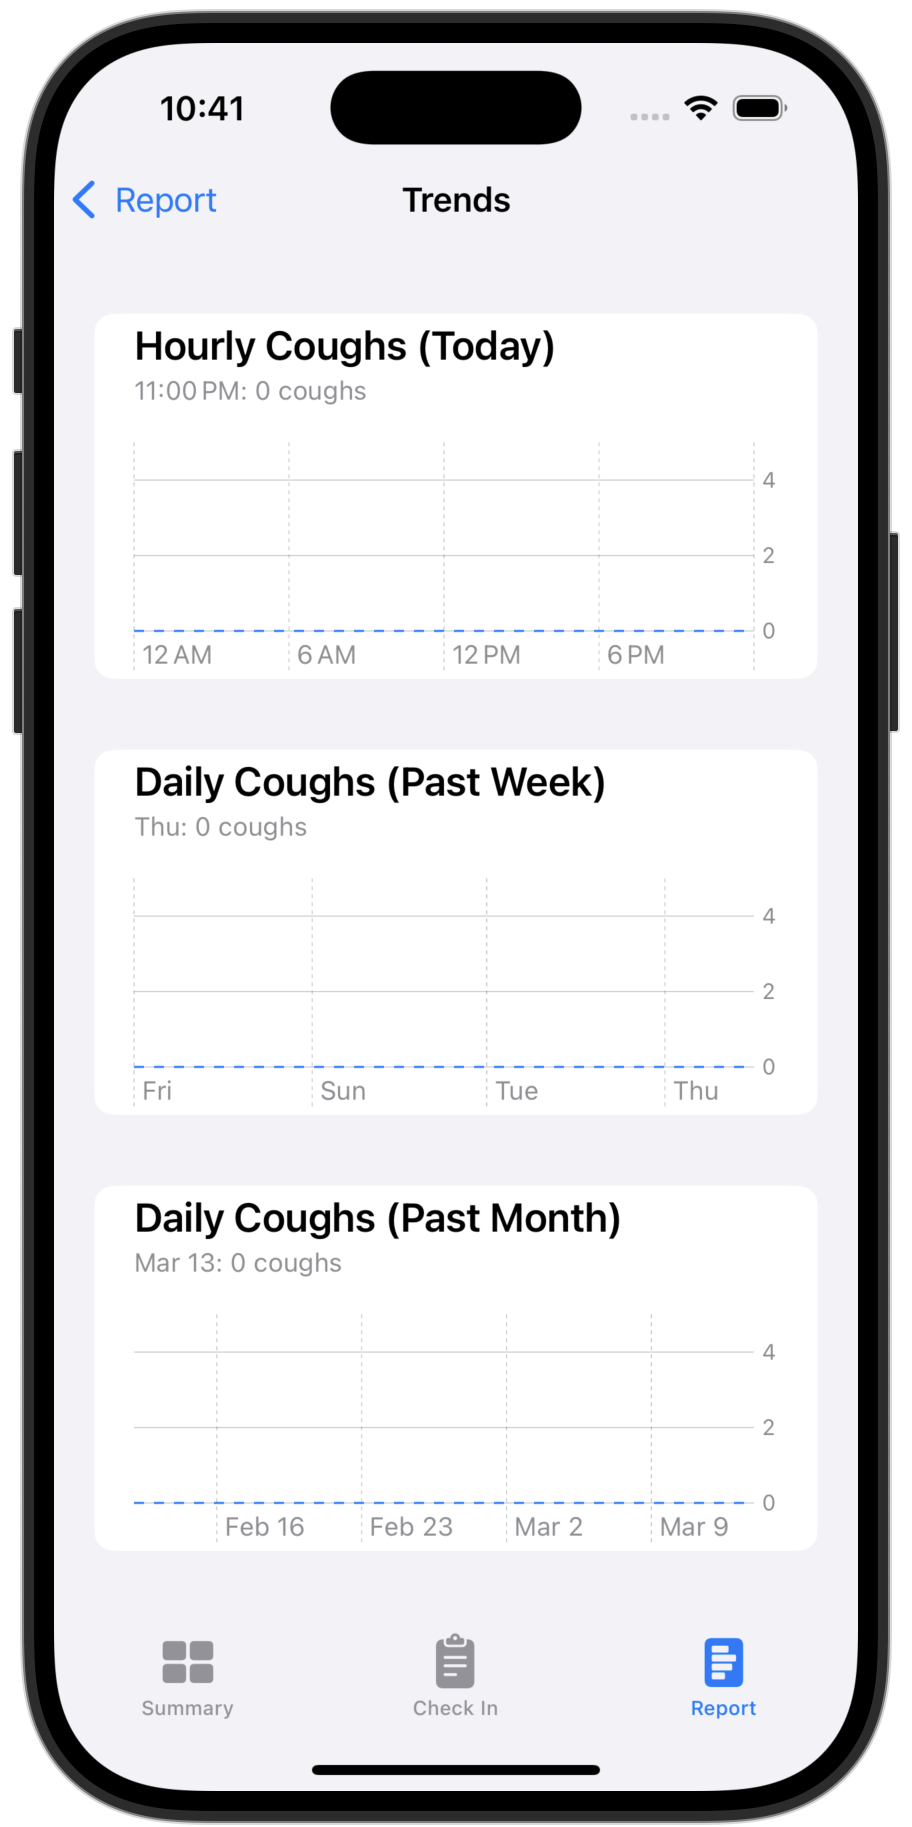 10:41
Report
Trends
Hourly Coughs (Today)
11:00 PM: 0 coughs
4
2
0
12 AM 6 AM 12 PM 6 PM
Daily Coughs (Past Week)
Thu: 0 coughs
4
2
0
Fri Sun Tue Thu
Daily Coughs (Past Month)
Mar 13: 0 coughs
4
2
0
Feb 16 Feb 23 Mar 2 Mar 9
Summary Check In Report